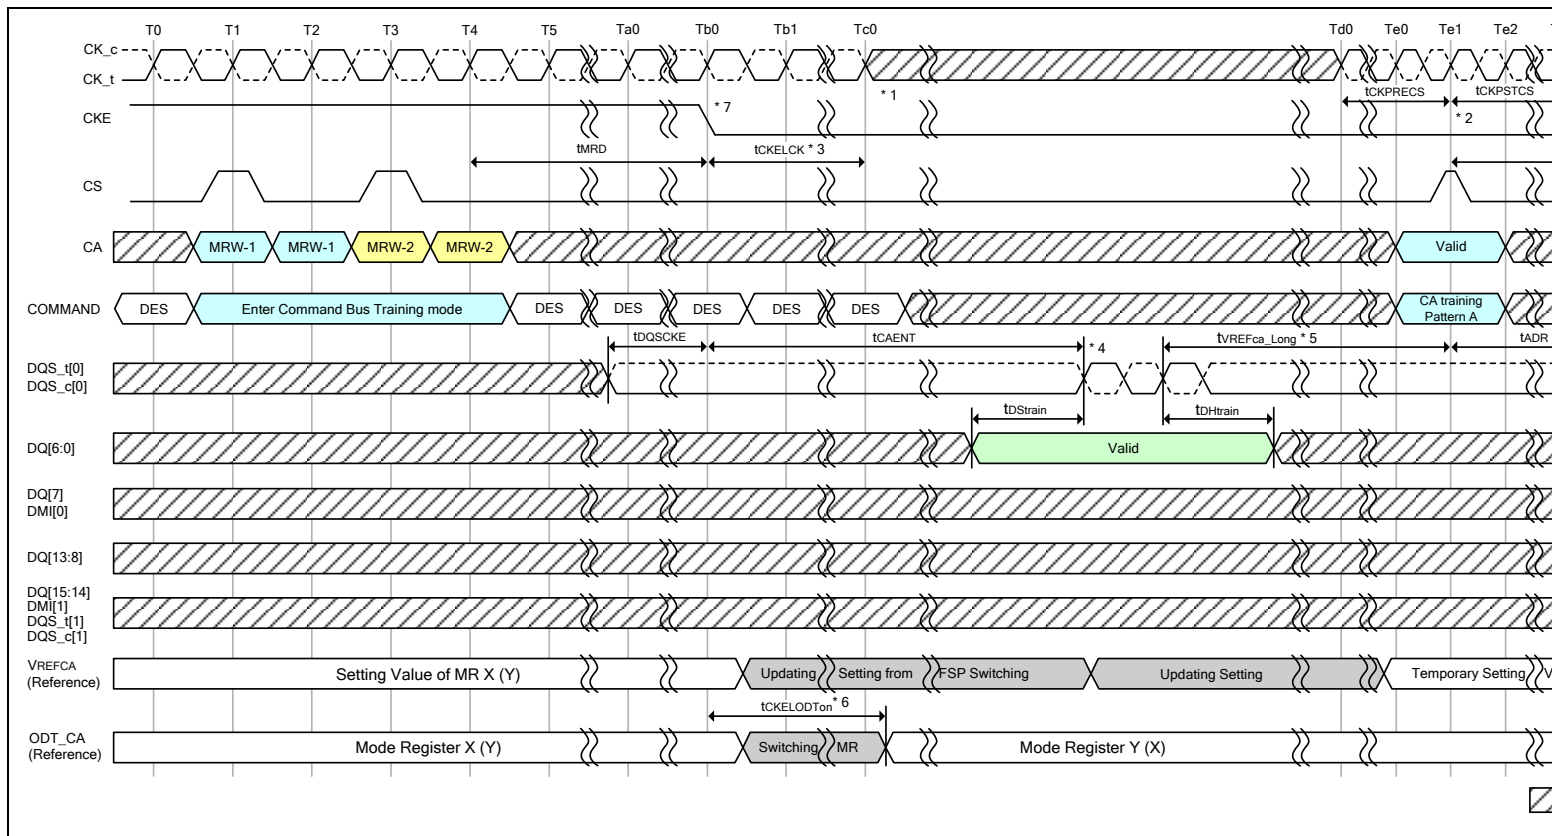 T0 T1 T2 T3 T4 T5 Ta0 Tb0 Tb1 Tc0 Td0 Te0 Te1 Te2
CK_c
CK_t
* 1 tCKPRECS tCKPSTCS
CKE * 7 * 2
tMRD tCKELCK * 3
CS
CA MRW-1 MRW-1 MRW-2 MRW-2 Valid
COMMAND DES Enter Command Bus Training mode DES DES DES DES DES CA training
Pattern A
tDQSCKE tCAENT * 4 tVREFca_Long * 5 tADR
DQS_t[0]
DQS_c[0]
tDStrain tDHtrain
DQ[6:0] Valid
DQ[7]
DMI[0]
DQ[13:8]
DQ[15:14]
DMI[1]
DQS_t[1]
DQS_c[1]
VREFCA
(Reference) Setting Value of MR X (Y) Updating Setting from FSP Switching Updating Setting Temporary Setting V
tCKELODTon * 6
ODT_CA
(Reference) Mode Register X (Y) Switching MR Mode Register Y (X)